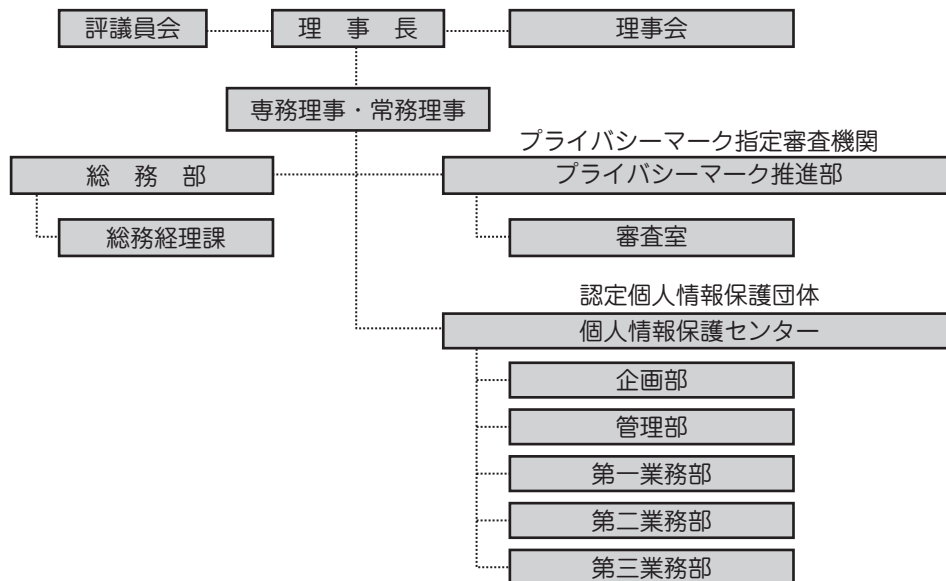 評議員会
理事長
理事会
専務理事・常務理事
プライバシーマーク指定審査機関
総務部
プライバシーマーク推進部
総務経理課
審査室
認定個人情報保護団体
個人情報保護センター
企画部
管理部
第一業務部
第二業務部
第三業務部